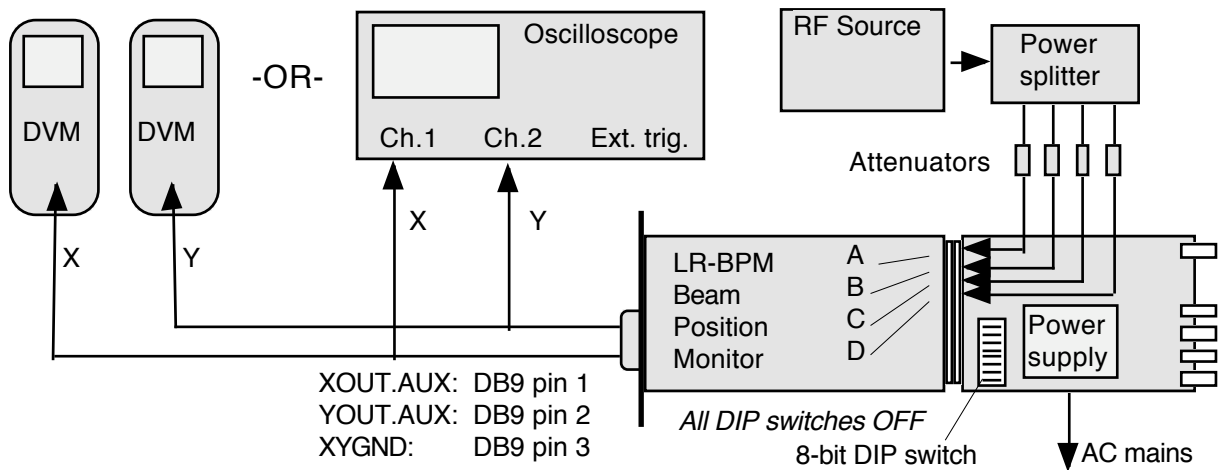 DVM
DVM
-OR-
Oscilloscope
Ch.1
Ch.2
Ext. trig.
RF Source
Power
splitter
Attenuators
X
Y
X
Y
LR-BPM
Beam
Position
Monitor
A
B
C
D
Power
supply
XOUT.AUX: DB9 pin 1
YOUT.AUX: DB9 pin 2
XYGND: DB9 pin 3
All DIP switches OFF
8-bit DIP switch
AC mains